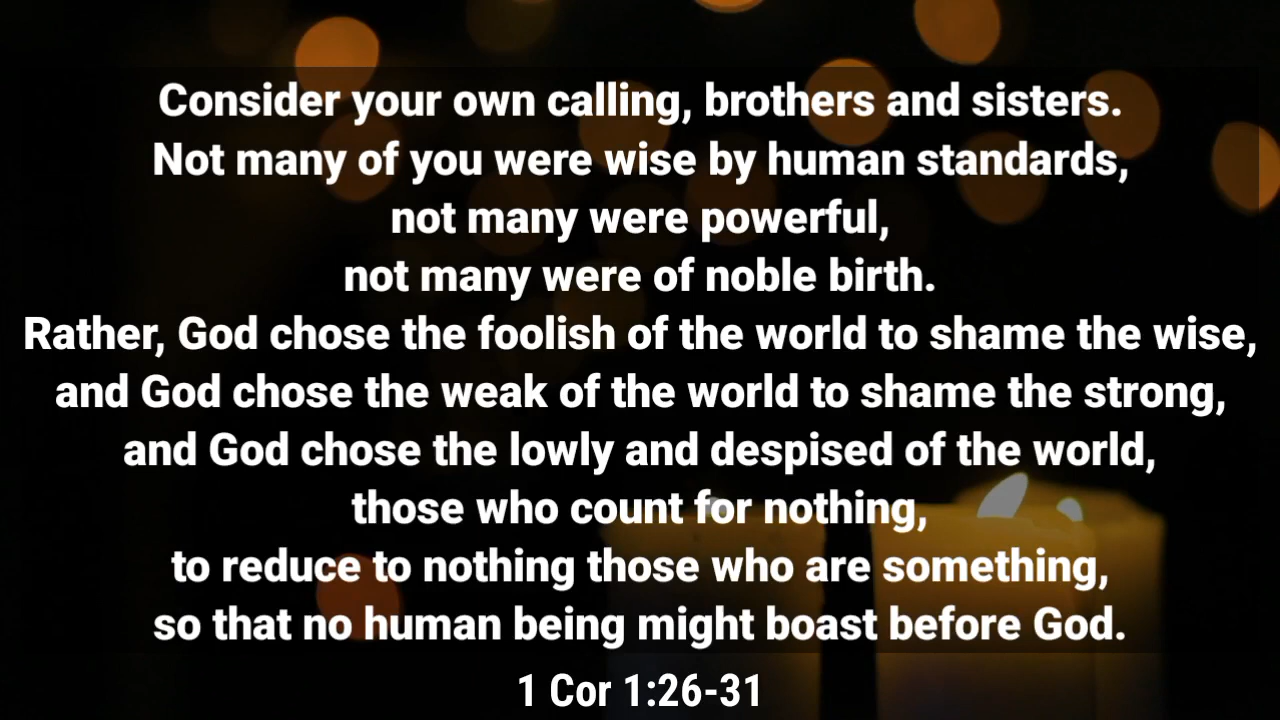 Consider your own calling, brothers and sisters.
Not many of you were wise by human standards,
not many were powerful,
not many were of noble birth.
Rather, God chose the foolish of the world to shame the wise,
and God chose the weak of the world to shame the strong,
and God chose the lowly and despised of the world,
those who count for nothing,
to reduce to nothing those who are something,
so that no human being might boast before God.
1 Cor 1:26-31